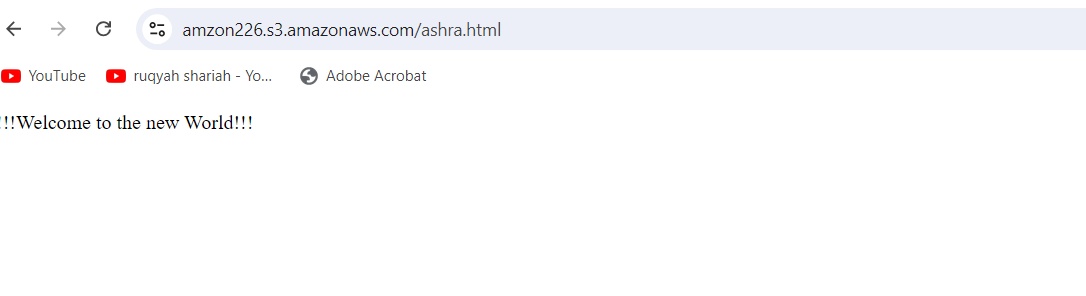 amzon226.s3.amazonaws.com/ashra.html
YouTube ruqyah shariah - Yo... Adobe Acrobat
!!!Welcome to the new World!!!